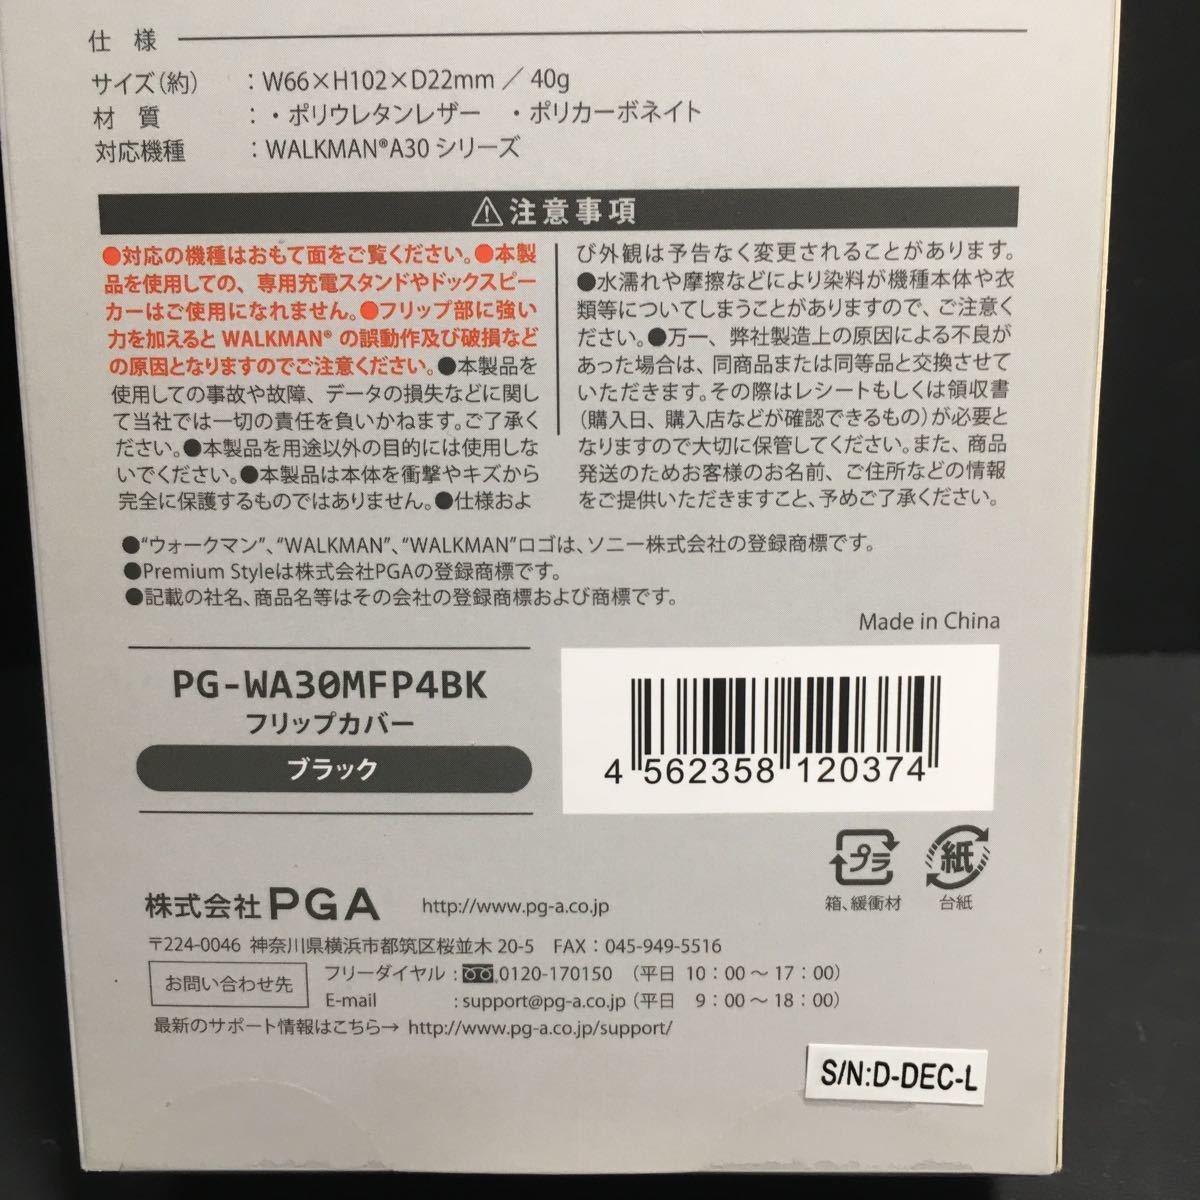 仕 様
サイズ(約) : W66×H102×D22mm ／ 40g
材 質 : ・ポリウレタンレザー ・ポリカーボネイト
対応機種 : WALKMAN®A30 シリーズ
⚠注意事項
●対応の機種はおもて面をご覧ください。●本製
品を使用しての、専用充電スタンドやドックスピー
カーはご使用になれません。●フリップ部に強い
力を加えると WALKMAN® の誤動作及び破損など
の原因となりますのでご注意ください。●本製品を
使用しての事故や故障、データの損失などに関し
て当社では一切の責任を負いかねます。ご了承く
ださい。●本製品を用途以外の目的には使用しな
いでください。●本製品は本体を衝撃やキズから
完全に保護するものではありません。●仕様およ
び外観は予告なく変更されることがあります。
●水濡れや摩擦などにより染料が機種本体や衣
類等についてしまうことがありますので、ご注意く
ださい。●万一、弊社製造上の原因による不良が
あった場合は、同商品または同等品と交換させて
いただきます。その際はレシートもしくは領収書
(購入日、購入店などが確認できるもの)が必要と
なりますので大切に保管してください。また、商品
発送のためお客様のお名前、ご住所などの情報
をご提供いただきますこと、予めご了承ください。
●“ウォークマン”、“WALKMAN”、“WALKMAN”ロゴは、ソニー株式会社の登録商標です。
●Premium Styleは株式会社PGAの登録商標です。
●記載の社名、商品名等はその会社の登録商標および商標です。
Made in China
PG-WA30MFP4BK
フリップカバー
ブラック
4 562358 120374
プラ
箱、緩衝材
紙
台紙
株式会社PGA http://www.pg-a.co.jp
〒224-0046 神奈川県横浜市都筑区桜並木 20-5 FAX：045-949-5516
お問い合わせ先
フリーダイヤル : 0120-170150 (平日 10：00～17：00)
E-mail : support@pg-a.co.jp (平日 9：00～18：00)
最新のサポート情報はこちら→ http://www.pg-a.co.jp/support/
S/N:D-DEC-L